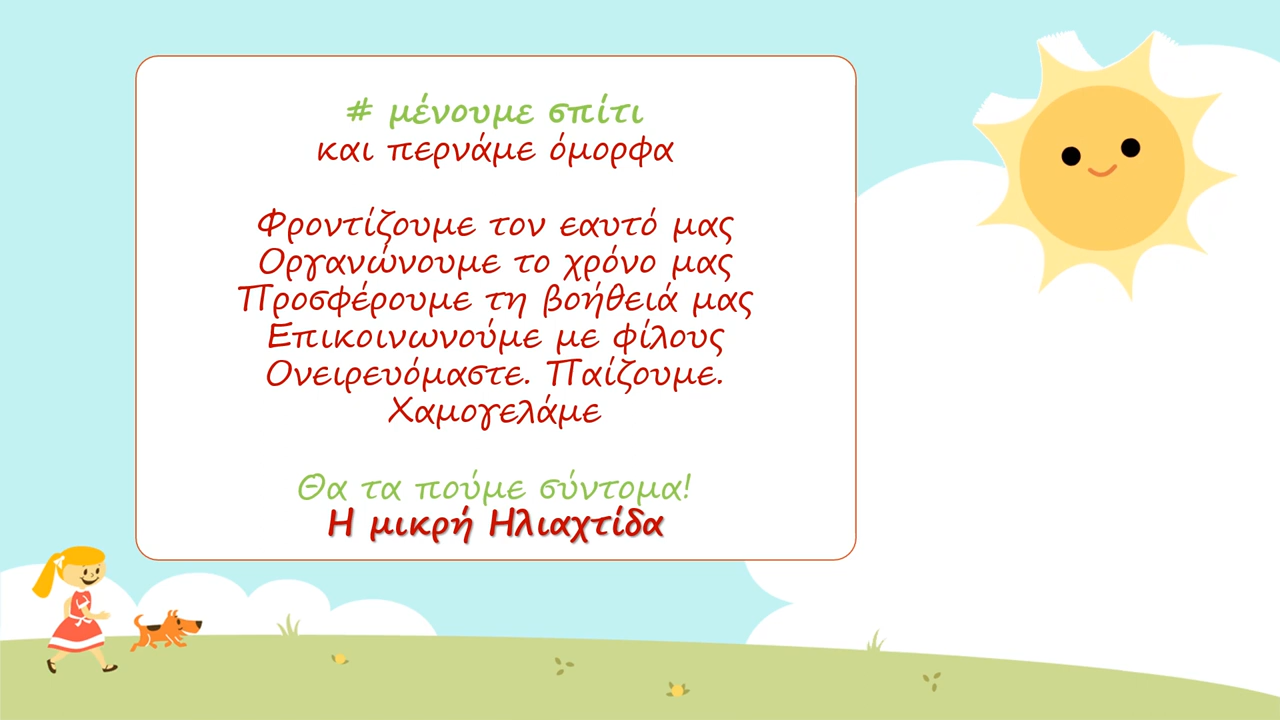 # μένουμε σπίτι
και περνάμε όμορφα
Φροντίζουμε τον εαυτό μας
Οργανώνουμε το χρόνο μας
Προσφέρουμε τη βοήθειά μας
Επικοινωνούμε με φίλους
Ονειρευόμαστε. Παίζουμε.
Χαμογελάμε
Θα τα πούμε σύντομα!
Η μικρή Ηλιαχτίδα